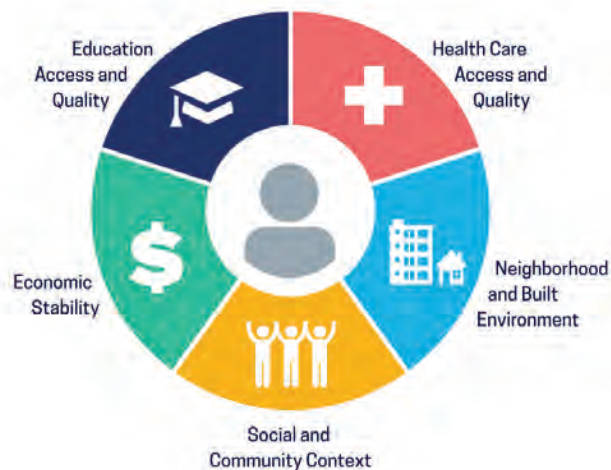 Education
Access and
Quality
Health Care
Access and
Quality
Economic
Stability
$
Neighborhood
and Built
Environment
Social and
Community Context